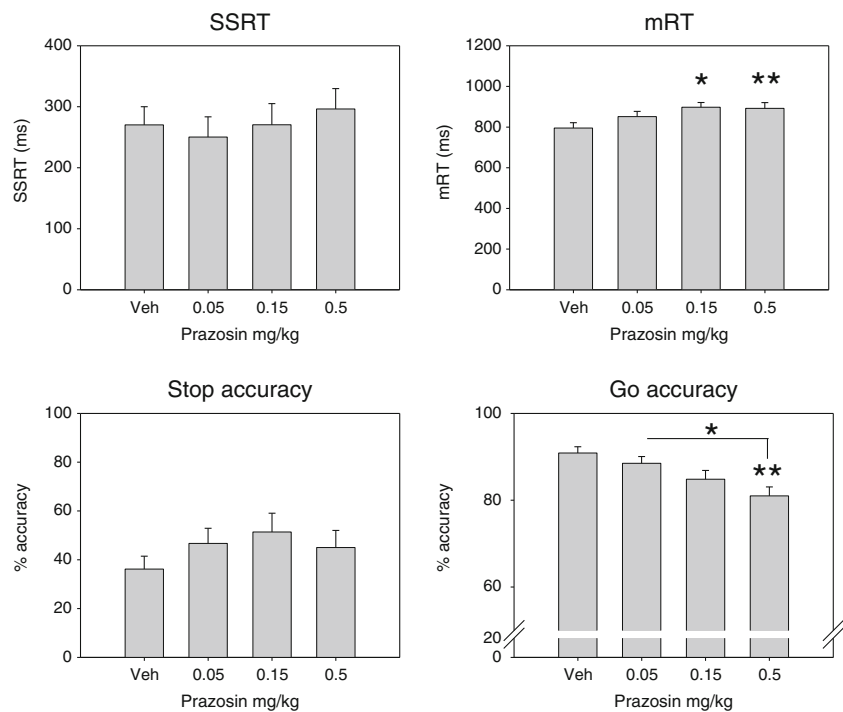 SSRT
400
300
200
100
0
SSRT (ms)
Veh 0.05 0.15 0.5
Prazosin mg/kg
mRT
1200
1000
800
600
400
200
0
mRT (ms)
* **
Veh 0.05 0.15 0.5
Prazosin mg/kg
Stop accuracy
100
80
60
40
20
0
% accuracy
Veh 0.05 0.15 0.5
Prazosin mg/kg
Go accuracy
100
80
60
20
0
% accuracy
*
**
Veh 0.05 0.15 0.5
Prazosin mg/kg